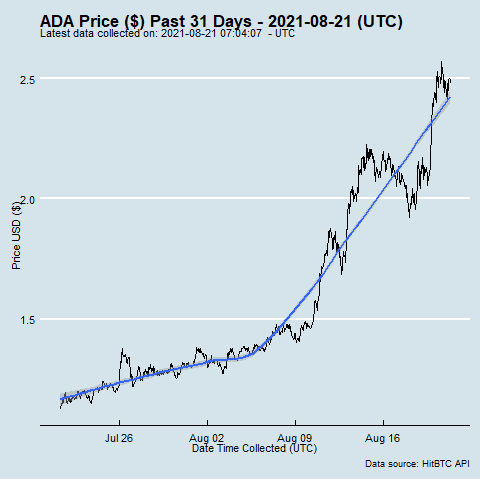 ADA Price ($) Past 31 Days - 2021-08-21 (UTC)
Latest data collected on: 2021-08-21 07:04:07 - UTC
Price USD ($)
2.5
2.0
1.5
Jul 26 Aug 02 Aug 09 Aug 16
Date Time Collected (UTC)
Data source: HitBTC API